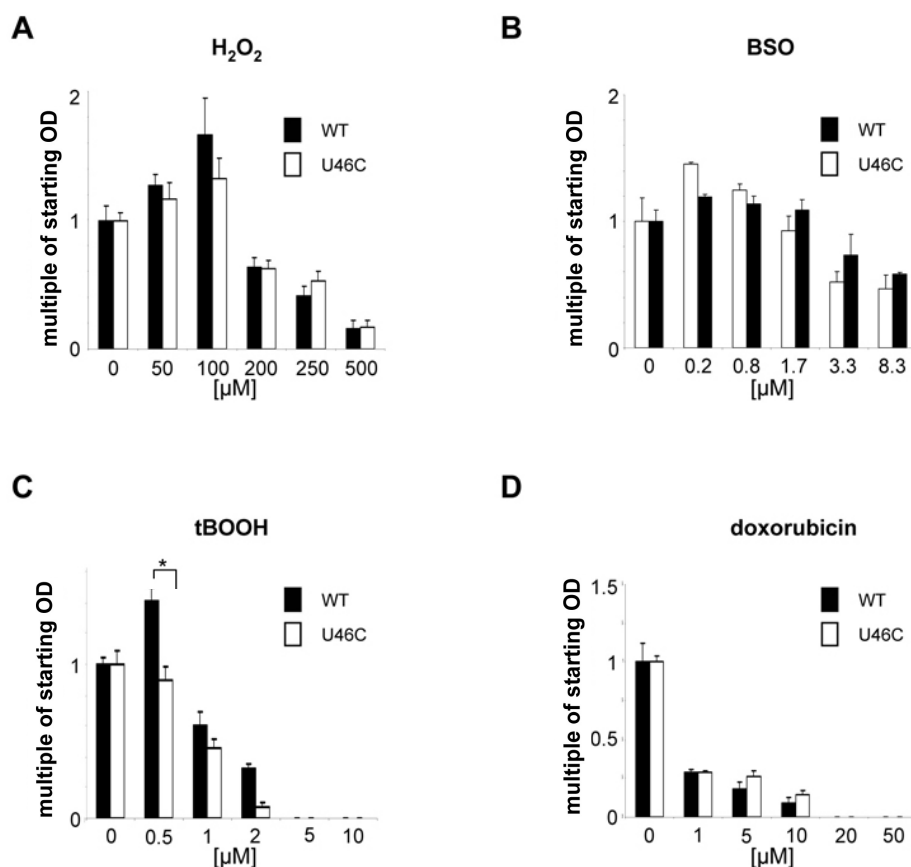 A
H₂O₂
multiple of starting OD
2
1
0
WT
U46C
0 50 100 200 250 500
[µM]
B
BSO
multiple of starting OD
2
1
0
WT
U46C
0 0.2 0.8 1.7 3.3 8.3
[µM]
C
tBOOH
multiple of starting OD
*
1
0
WT
U46C
0 0.5 1 2 5 10
[µM]
D
doxorubicin
multiple of starting OD
1.5
1
0.5
0
WT
U46C
0 1 5 10 20 50
[µM]